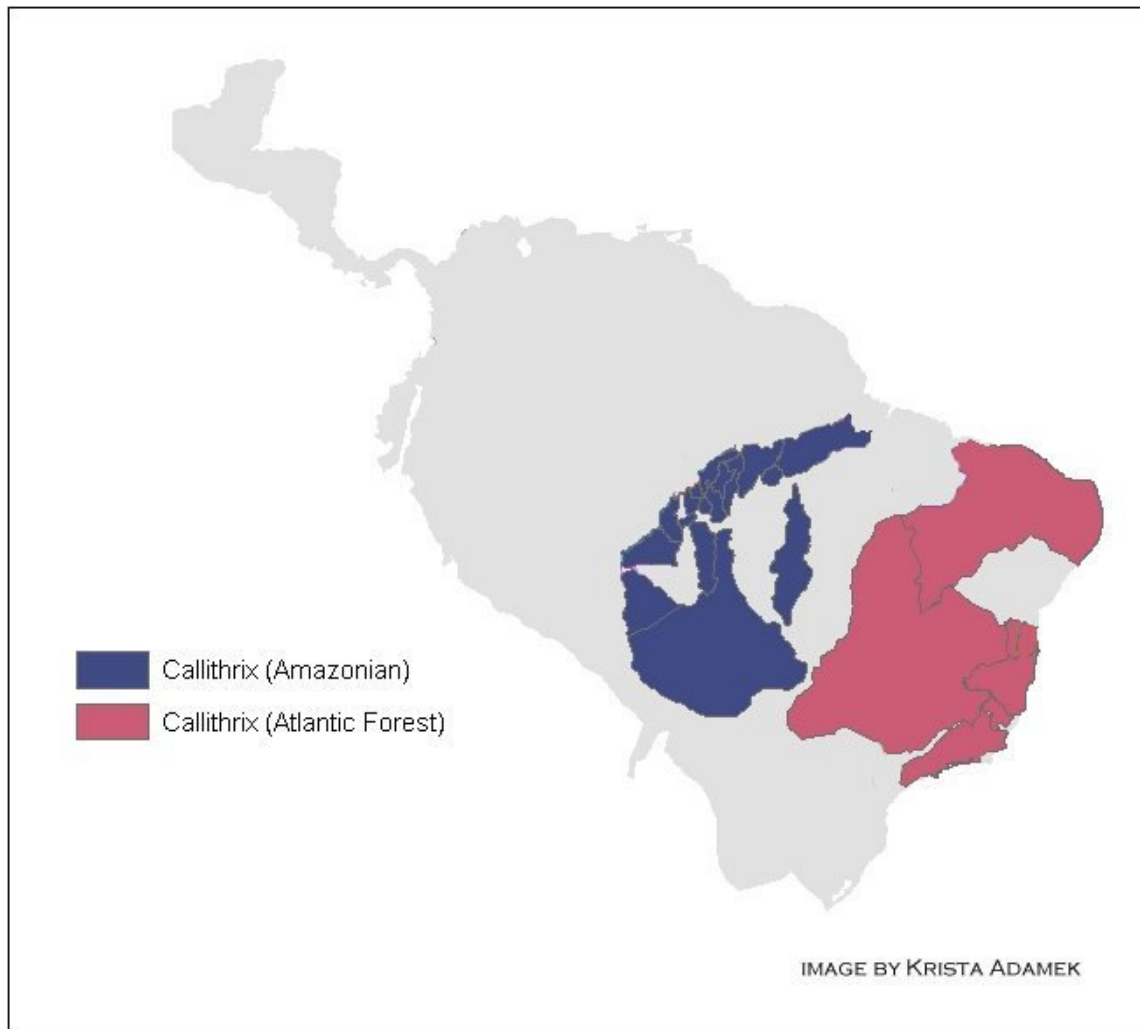 Callithrix (Amazonian)
Callithrix (Atlantic Forest)
IMAGE BY KRISTA ADAMEK